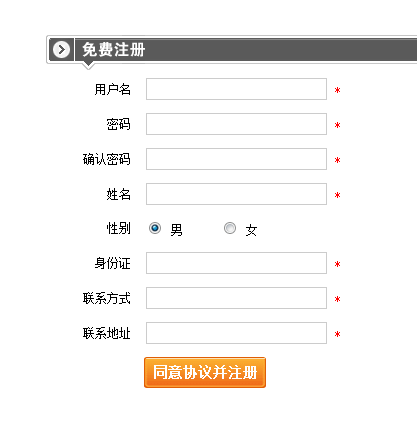 免费注册
用户名 *
密码 *
确认密码 *
姓名 *
性别 男 女
身份证 *
联系方式 *
联系地址 *
同意协议并注册